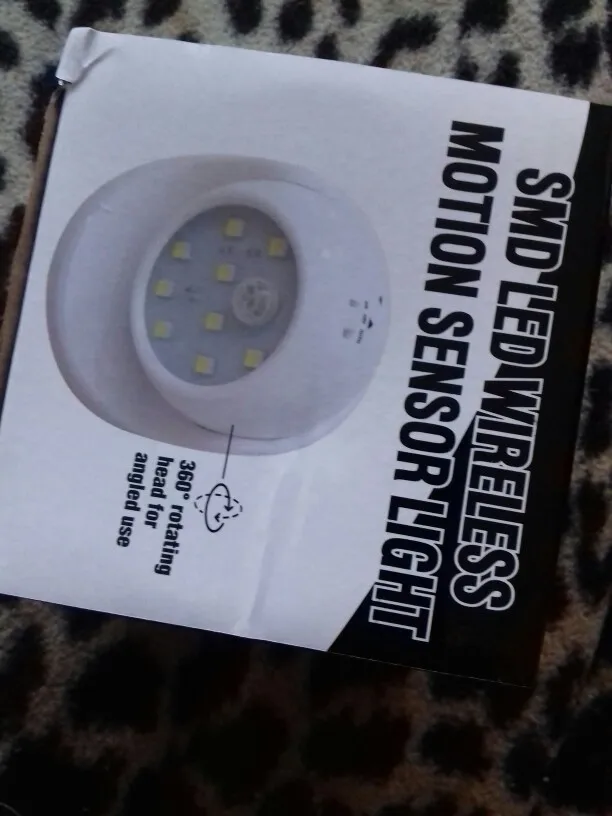 SMD LED WIRELESS
MOTION SENSOR LIGHT
360° rotating
head for
angled use